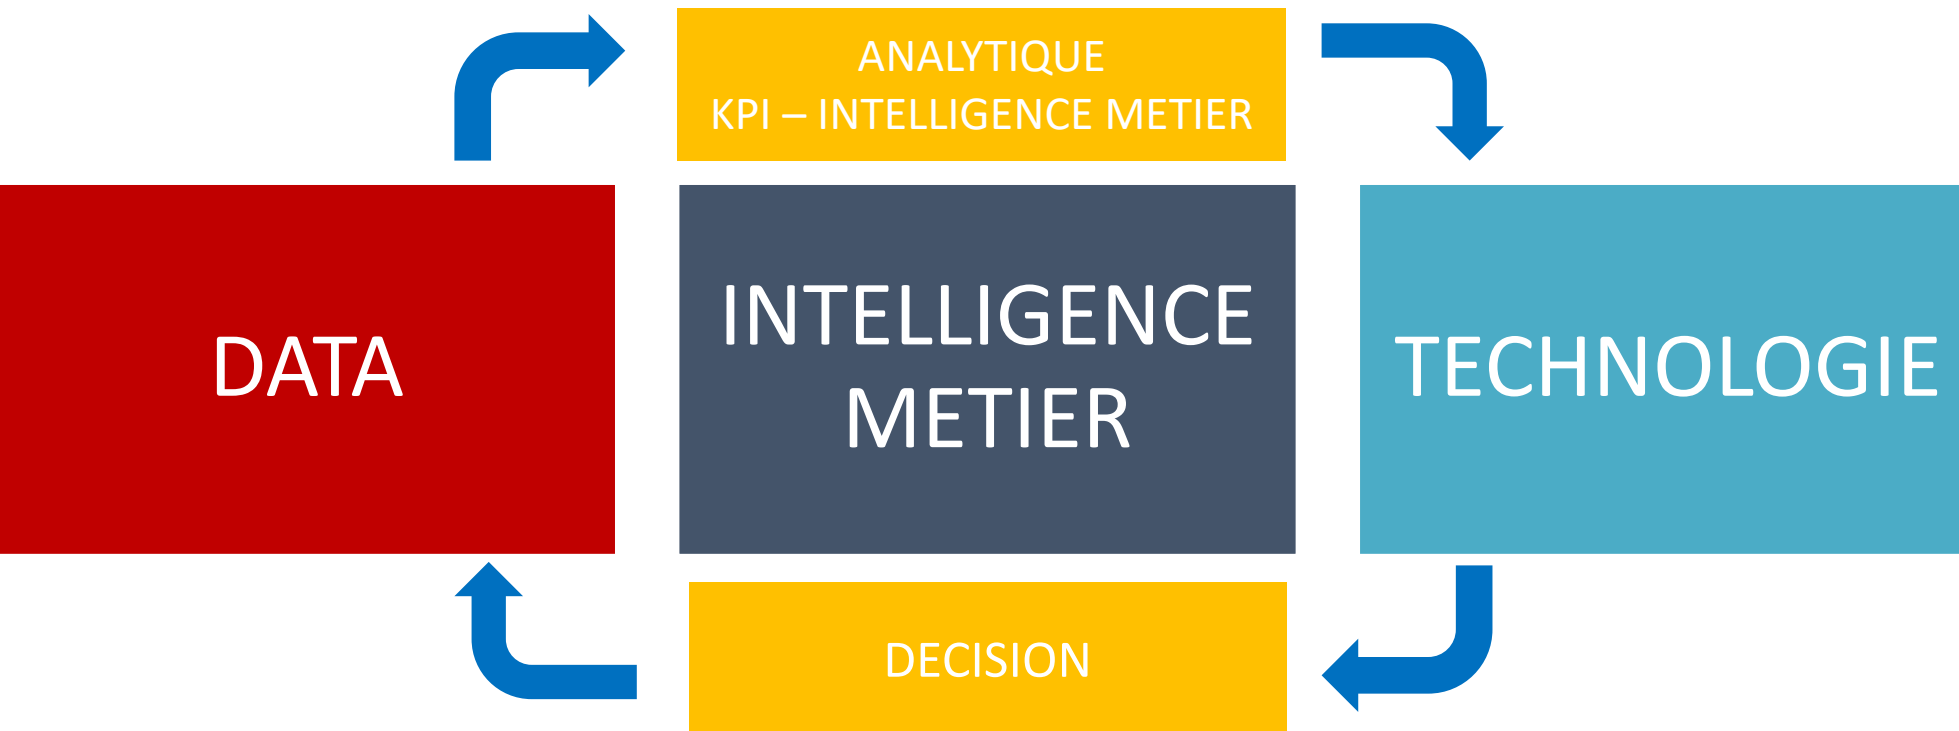 ANALYTIQUE
KPI – INTELLIGENCE METIER
DATA
INTELLIGENCE
METIER
TECHNOLOGIE
DECISION